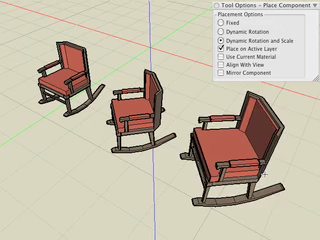 Tool Options - Place Component
Placement Options
Fixed
Dynamic Rotation
Dynamic Rotation and Scale
Place on Active Layer
Use Current Material
Align With View
Mirror Component